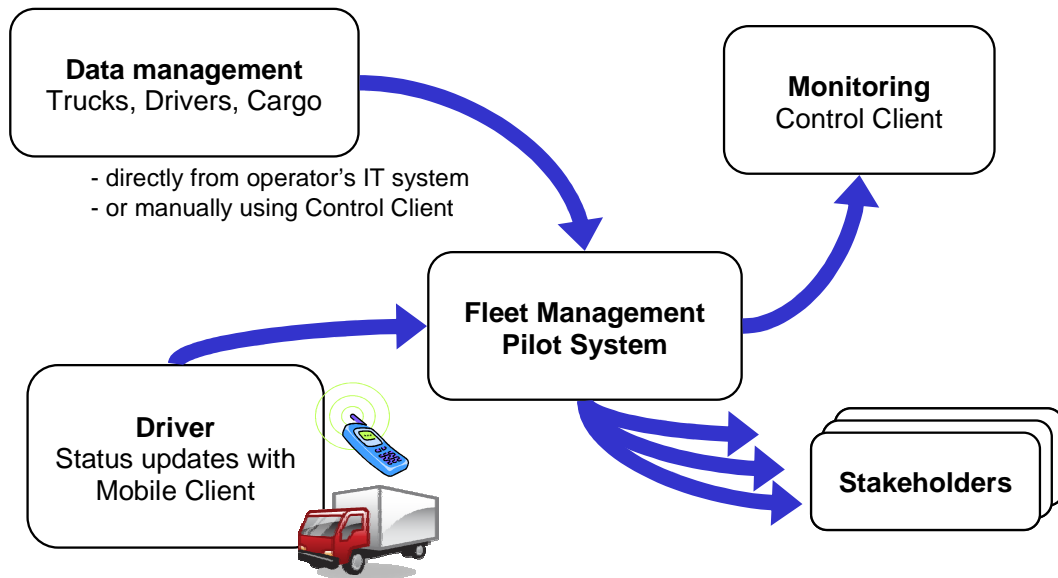 Data management
Trucks, Drivers, Cargo
- directly from operator's IT system
- or manually using Control Client
Monitoring
Control Client
Fleet Management
Pilot System
Driver
Status updates with
Mobile Client
Stakeholders